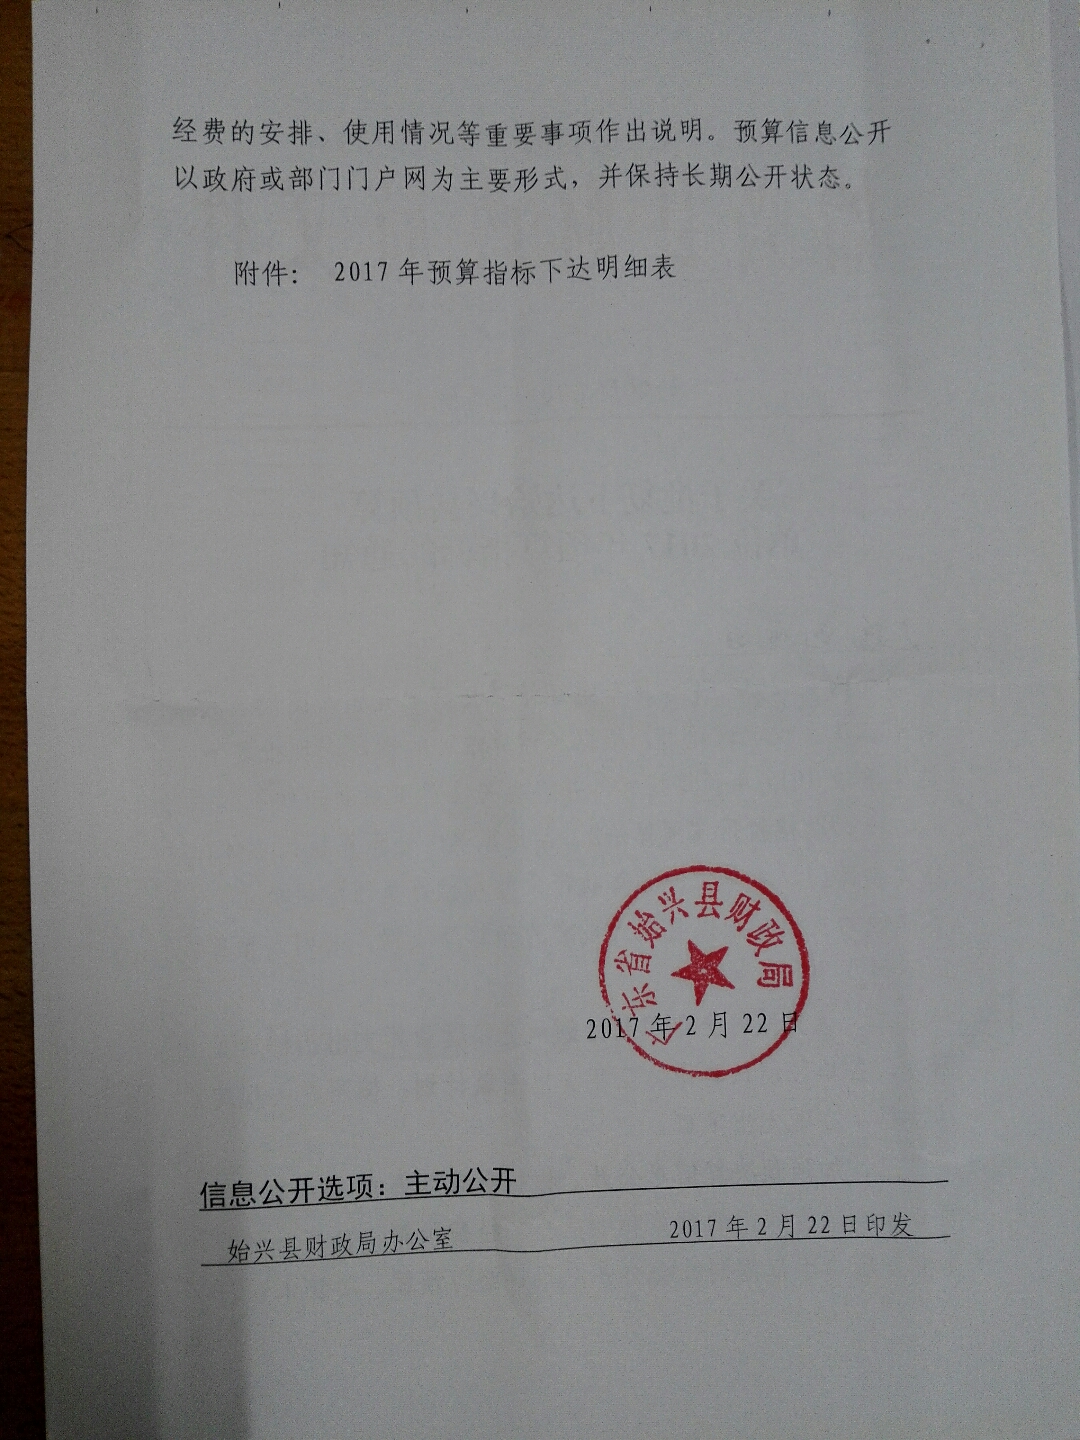 经费的安排、使用情况等重要事项作出说明。预算信息公开
以政府或部门门户网为主要形式，并保持长期公开状态。
附件： 2017年预算指标下达明细表
广东省始兴县财政局
2017年2月22日
信息公开选项：主动公开
始兴县财政局办公室 2017年2月22日印发